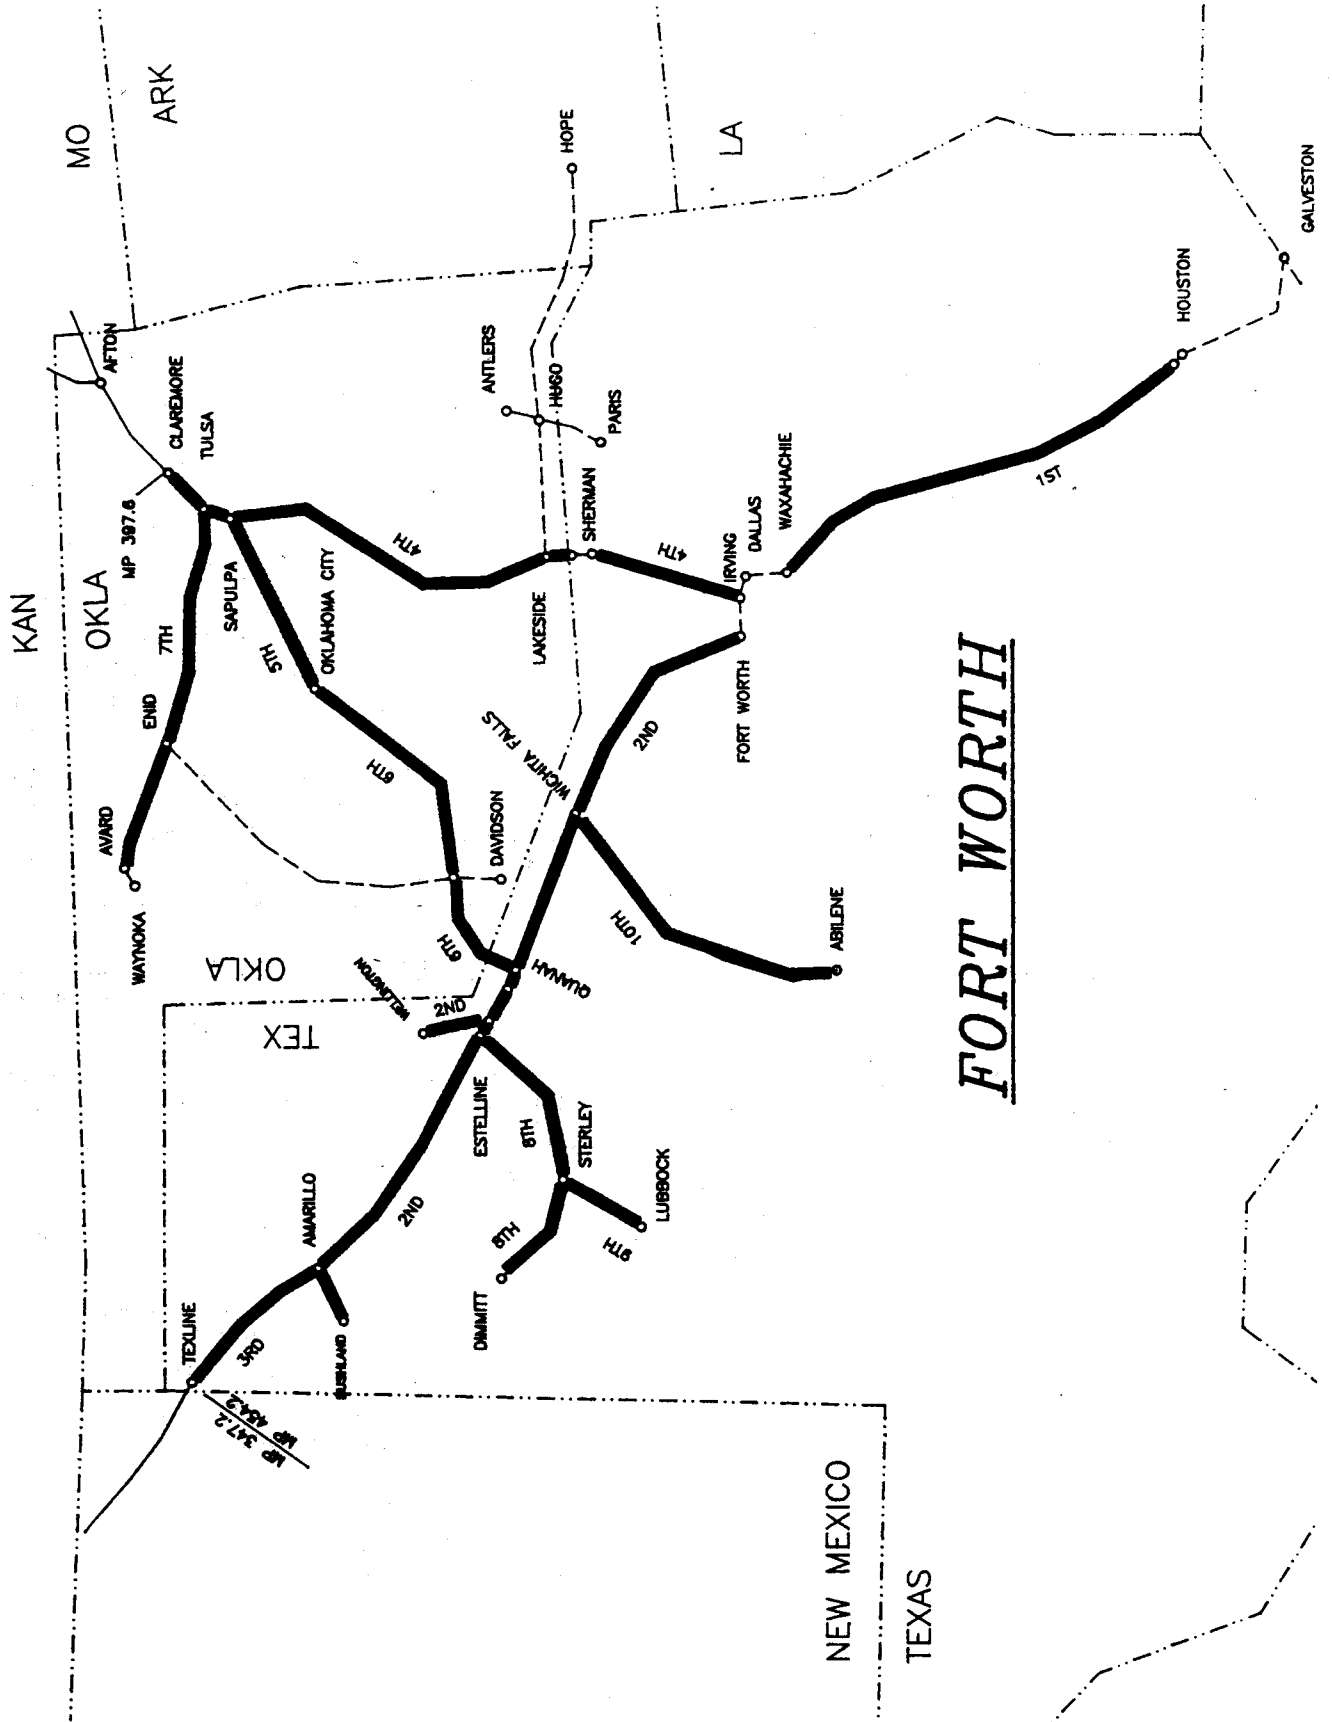 KAN
OKLA
MO
ARK
LA
AFTON
CLAREMORE
TULSA
MP 397.6
SAPULPA
7TH
ENID
AVARD
WAYNOKA
5TH
OKLAHOMA CITY
6TH
4TH
ANTLERS
HUGO
HOPE
PARIS
LAKESIDE
SHERMAN
4TH
IRVING
DALLAS
WAXAHACHIE
1ST
HOUSTON
GALVESTON
FORT WORTH
2ND
WICHITA FALLS
DAVIDSON
6TH
QUANAH
10TH
ABILENE
OKLA
TEX
WELLINGTON
2ND
ESTELLINE
8TH
STERLEY
8TH
DIMMITT
9TH
LUBBOCK
2ND
AMARILLO
BUSHLAND
3RD
TEXLINE
MP 347.2
MP 454.2
NEW MEXICO
TEXAS
FORT WORTH